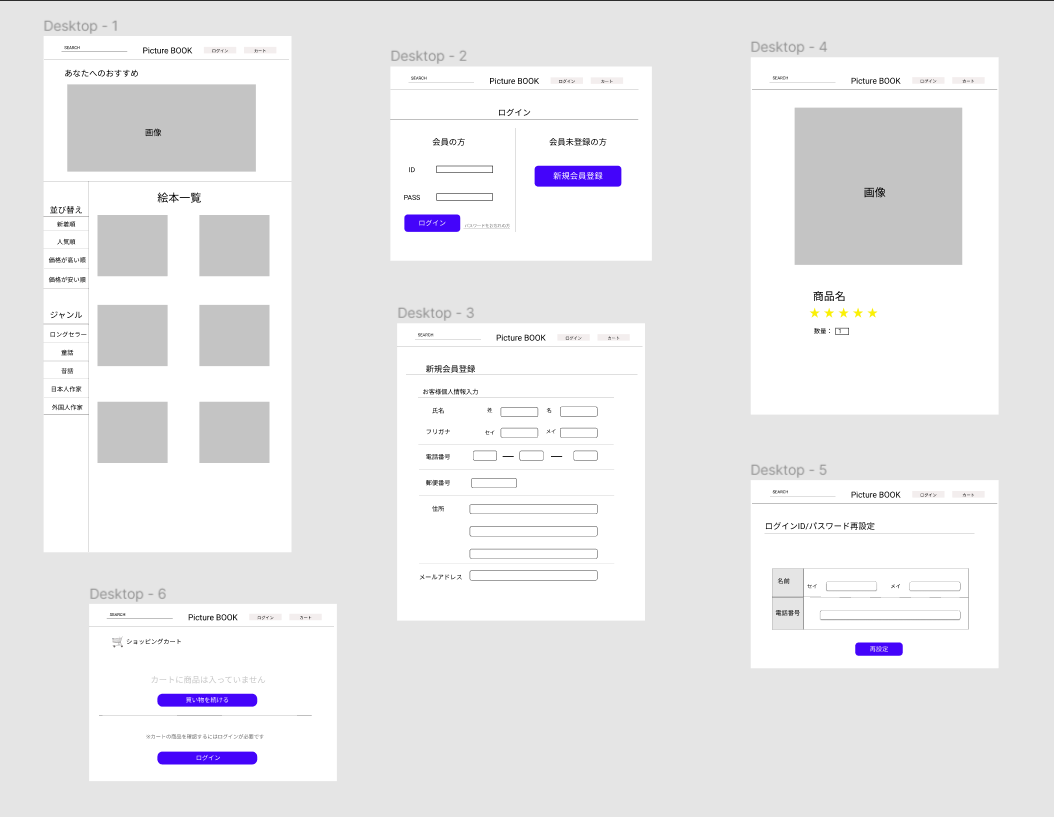 Desktop - 1
SEARCH
Picture BOOK
ログイン
カート
あなたへのおすすめ
画像
並び替え
新着順
人気順
価格が高い順
価格が安い順
ジャンル
ロングセラー
童話
昔話
日本人作家
外国人作家
絵本一覧
Desktop - 2
SEARCH
Picture BOOK
ログイン
カート
ログイン
会員の方
ID
PASS
ログイン
パスワードをお忘れの方
会員未登録の方
新規会員登録
Desktop - 3
SEARCH
Picture BOOK
ログイン
カート
新規会員登録
お客様個人情報入力
氏名
姓
名
フリガナ
セイ
メイ
電話番号
郵便番号
住所
メールアドレス
Desktop - 4
SEARCH
Picture BOOK
ログイン
カート
画像
商品名
★★★★★
数量：
1
Desktop - 5
SEARCH
Picture BOOK
ログイン
カート
ログインID/パスワード再設定
名前
セイ
メイ
電話番号
再設定
Desktop - 6
SEARCH
Picture BOOK
ログイン
カート
ショッピングカート
カートに商品は入っていません
買い物を続ける
※カートの商品を確認するにはログインが必要です
ログイン